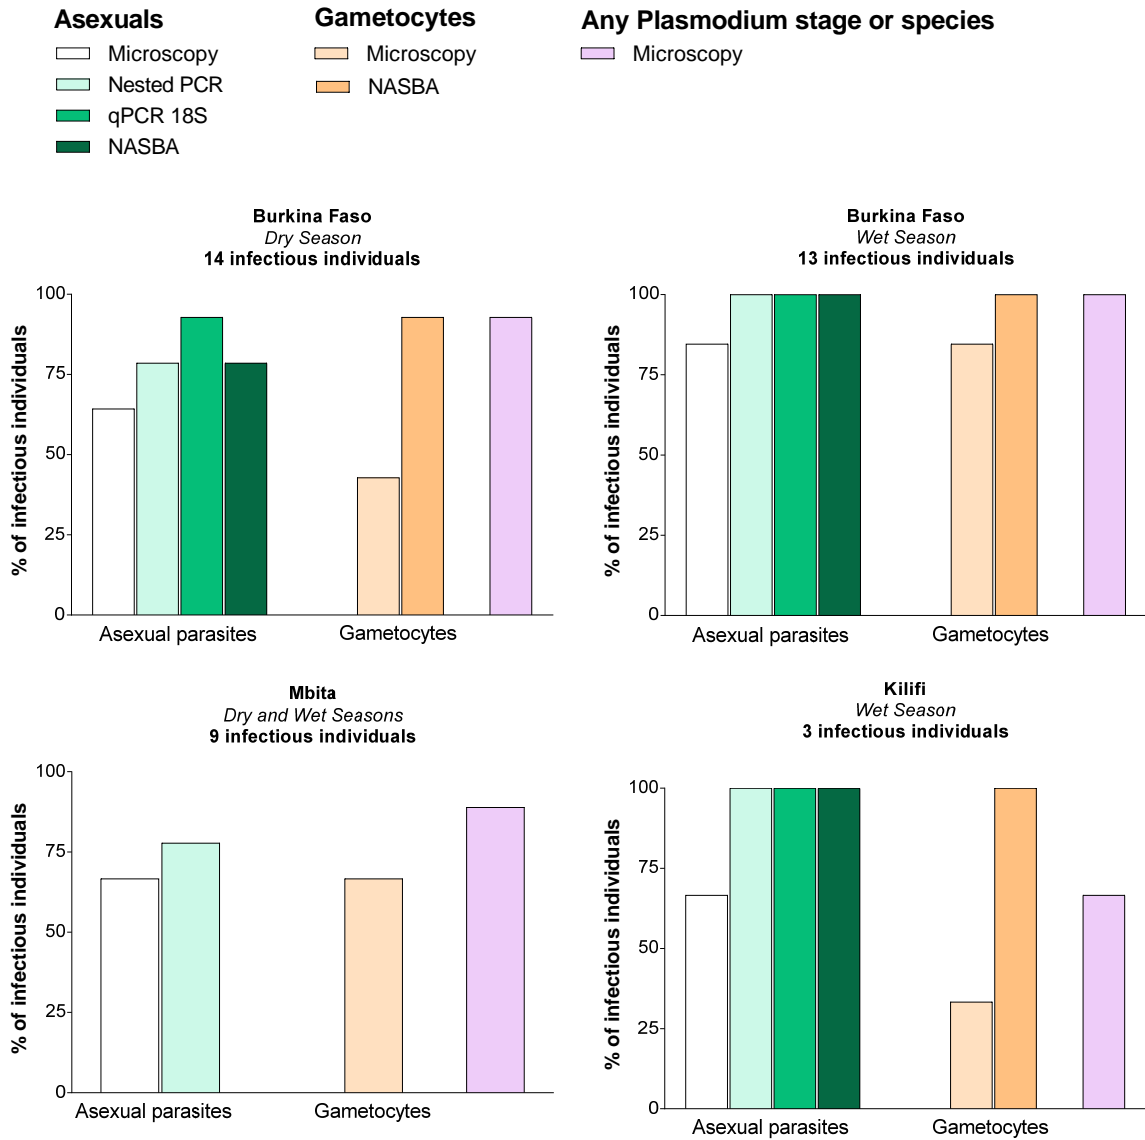 Asexuals
Microscopy
Nested PCR
qPCR 18S
NASBA
Gametocytes
Microscopy
NASBA
Any Plasmodium stage or species
Microscopy
Burkina Faso
Dry Season
14 infectious individuals
% of infectious individuals
100
75
50
25
0
Asexual parasites
Gametocytes
Burkina Faso
Wet Season
13 infectious individuals
% of infectious individuals
100
75
50
25
0
Asexual parasites
Gametocytes
Mbita
Dry and Wet Seasons
9 infectious individuals
% of infectious individuals
100
75
50
25
0
Asexual parasites
Gametocytes
Kilifi
Wet Season
3 infectious individuals
% of infectious individuals
100
75
50
25
0
Asexual parasites
Gametocytes